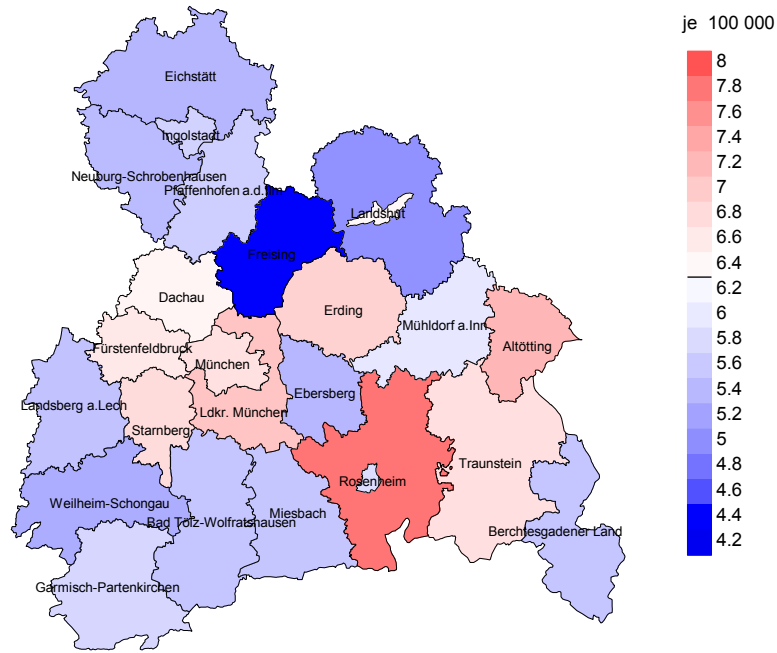 je 100 000
8
7.8
7.6
7.4
7.2
7
6.8
6.6
6.4
6.2
6
5.8
5.6
5.4
5.2
5
4.8
4.6
4.4
4.2
Eichstätt
Ingolstadt
Neuburg-Schrobenhausen
Pfaffenhofen a.d.Ilm
Landshut
Freising
Dachau
Erding
Mühldorf a.Inn
Altötting
Fürstenfeldbruck
München
Ebersberg
Landsberg a.Lech
Ldkr. München
Starnberg
Traunstein
Rosenheim
Weilheim-Schongau
Miesbach
Bad Tölz-Wolfratshausen
Berchtesgadener Land
Garmisch-Partenkirchen